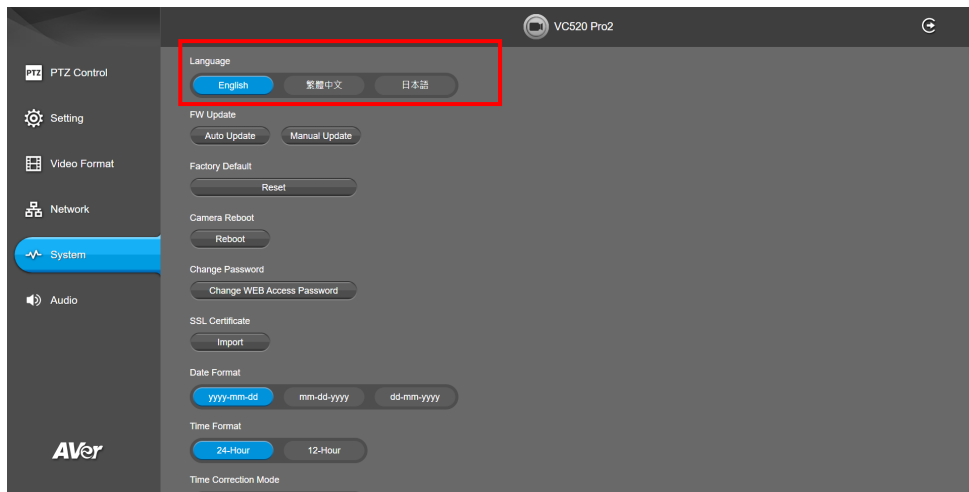 VC520 Pro2
PTZ PTZ Control
Setting
Video Format
Network
System
Audio
AVer
Language
English 繁體中文 日本語
FW Update
Auto Update Manual Update
Factory Default
Reset
Camera Reboot
Reboot
Change Password
Change WEB Access Password
SSL Certificate
Import
Date Format
yyyy-mm-dd mm-dd-yyyy dd-mm-yyyy
Time Format
24-Hour 12-Hour
Time Correction Mode